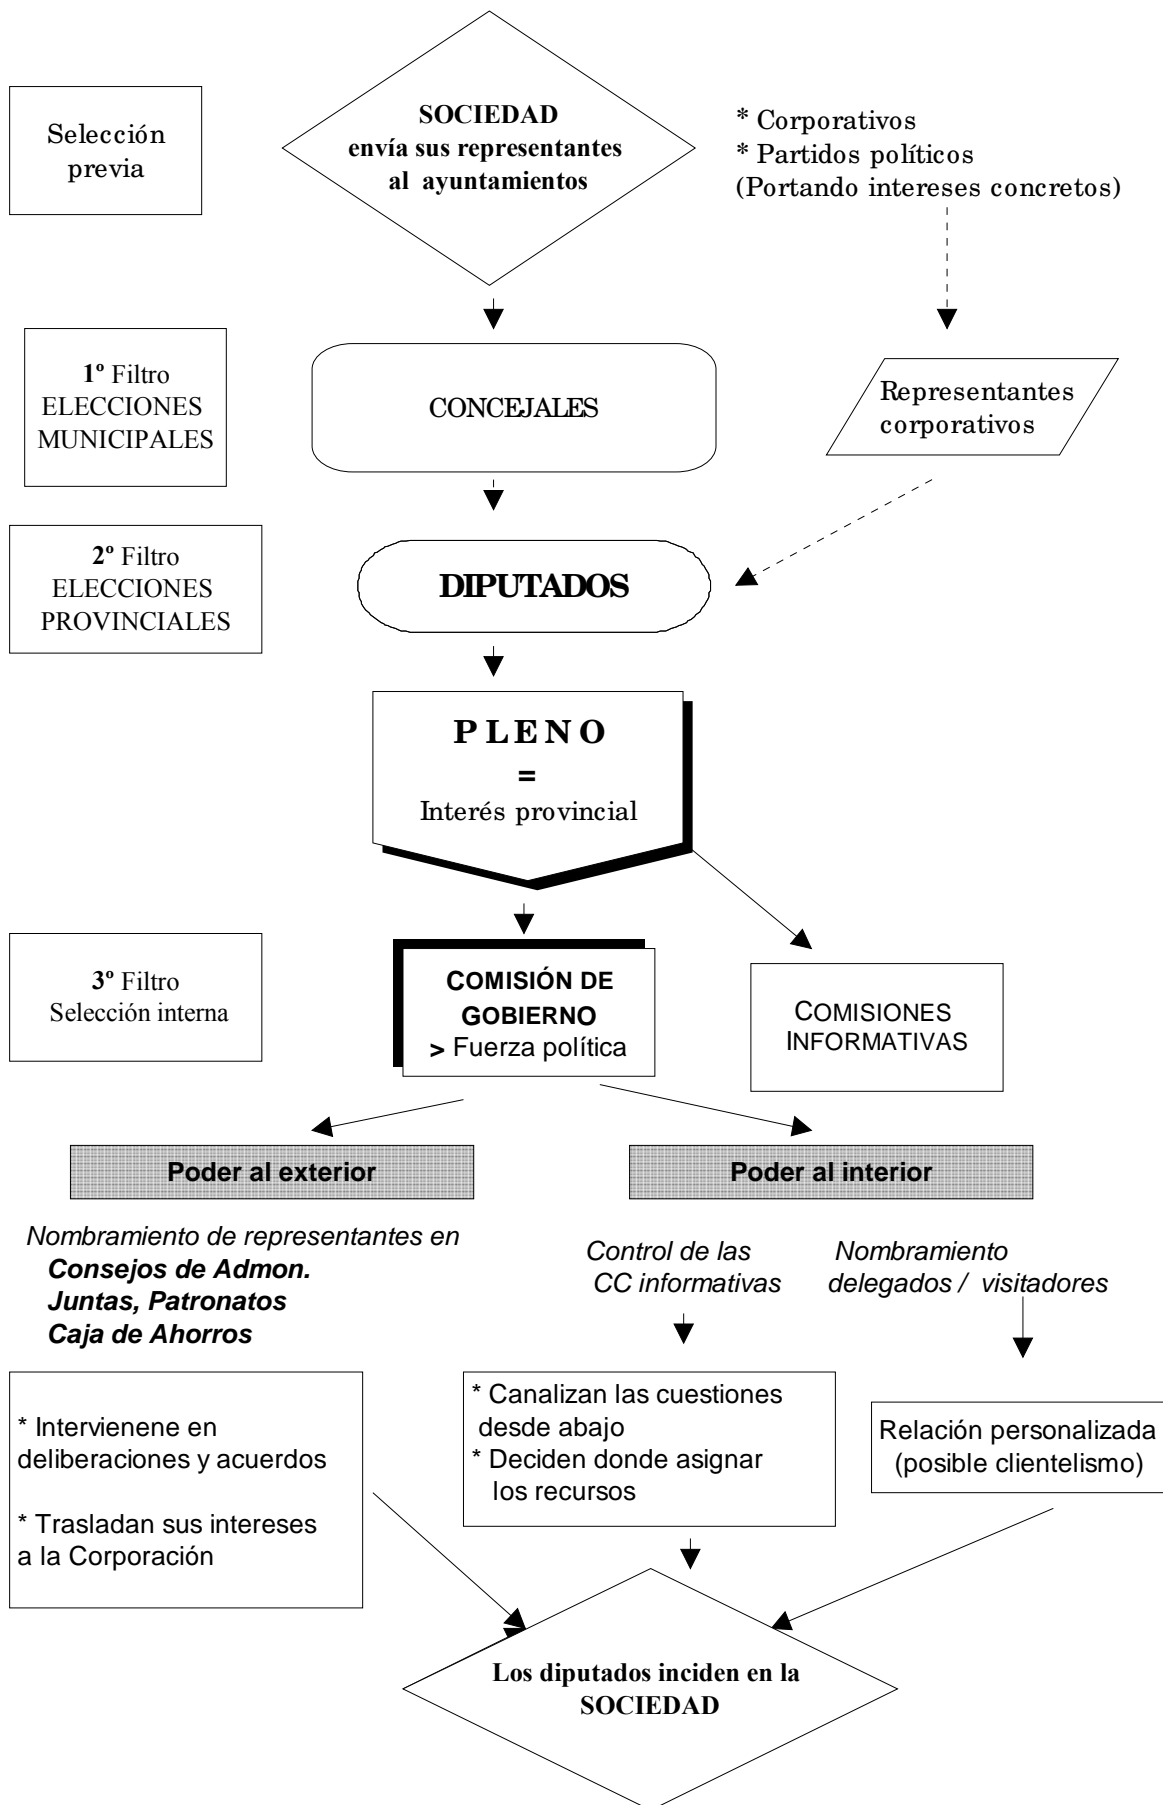 Selección
previa
SOCIEDAD
envía sus representantes
al ayuntamientos
* Corporativos
* Partidos políticos
(Portando intereses concretos)
1º Filtro
ELECCIONES
MUNICIPALES
CONCEJALES
Representantes
corporativos
2º Filtro
ELECCIONES
PROVINCIALES
DIPUTADOS
PLENO
=
Interés provincial
3º Filtro
Selección interna
COMISIÓN DE
GOBIERNO
> Fuerza política
COMISIONES
INFORMATIVAS
Poder al exterior
Poder al interior
Nombramiento de representantes en
Consejos de Admon.
Juntas, Patronatos
Caja de Ahorros
Control de las
CC informativas
Nombramiento
delegados / visitadores
* Intervienene en
deliberaciones y acuerdos
* Trasladan sus intereses
a la Corporación
* Canalizan las cuestiones
desde abajo
* Deciden donde asignar
los recursos
Relación personalizada
(posible clientelismo)
Los diputados inciden en la
SOCIEDAD